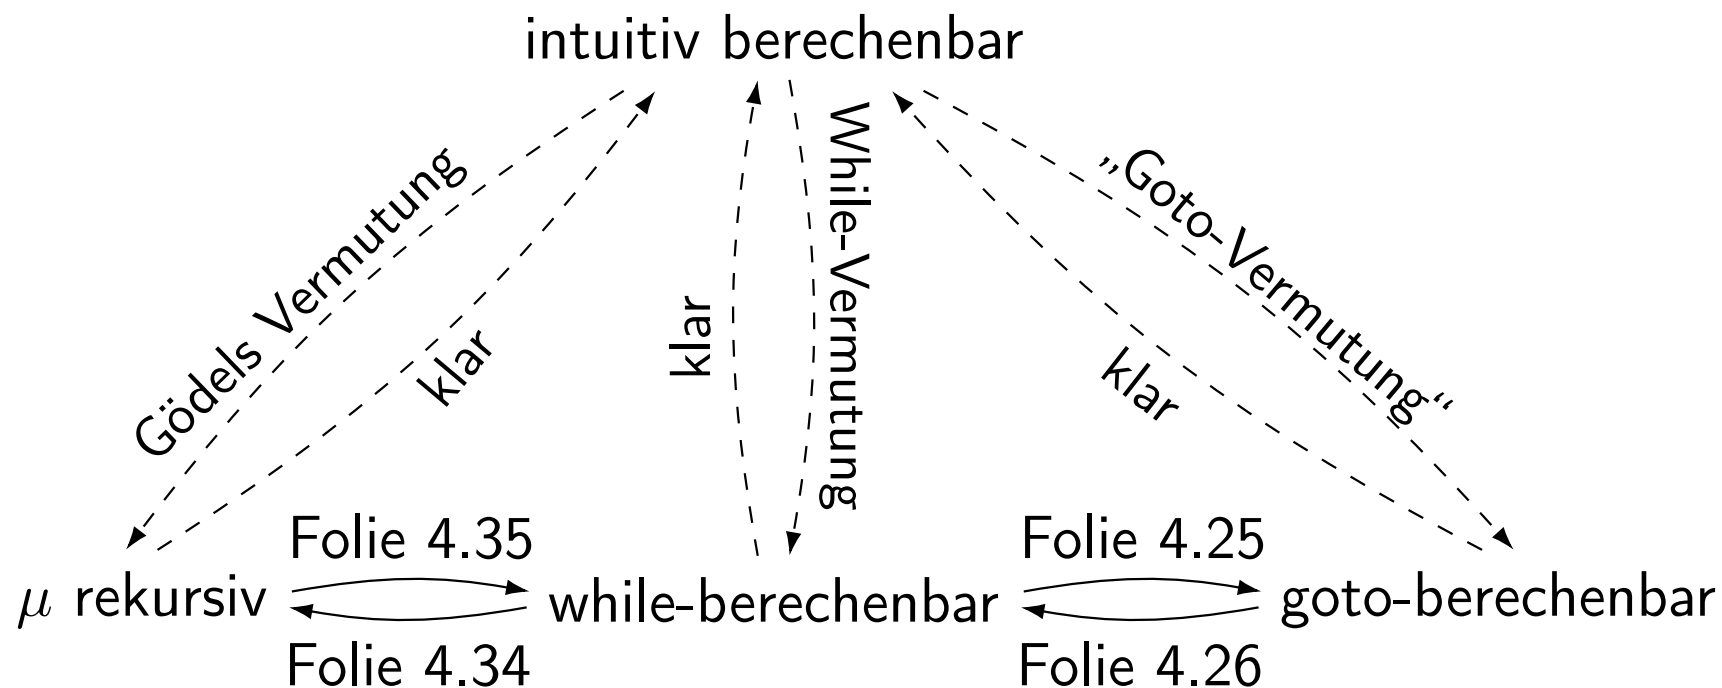 intuitiv berechenbar
Gödels Vermutung
klar
klar
While-Vermutung
„Goto-Vermutung“
klar
Folie 4.35
Folie 4.25
μ rekursiv
while-berechenbar
goto-berechenbar
Folie 4.34
Folie 4.26